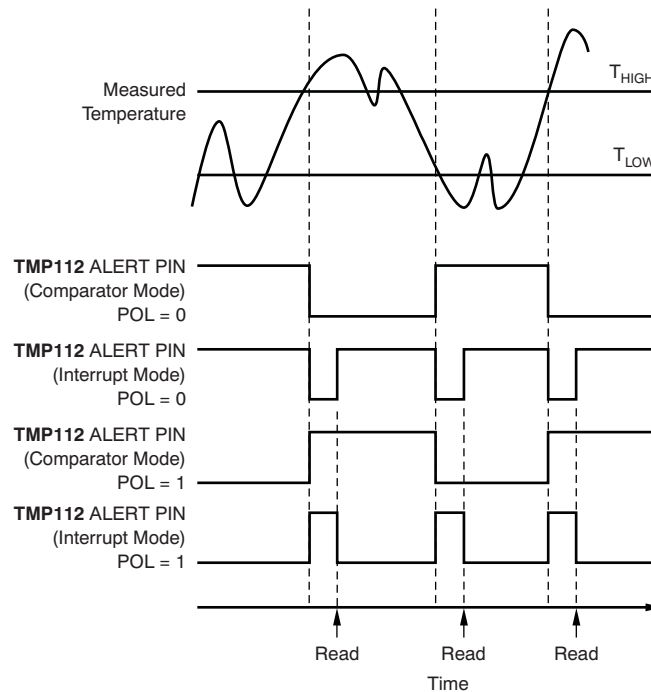 Measured
Temperature
THIGH
TLOW
TMP112 ALERT PIN
(Comparator Mode)
POL = 0
TMP112 ALERT PIN
(Interrupt Mode)
POL = 0
TMP112 ALERT PIN
(Comparator Mode)
POL = 1
TMP112 ALERT PIN
(Interrupt Mode)
POL = 1
Read Read Read
Time